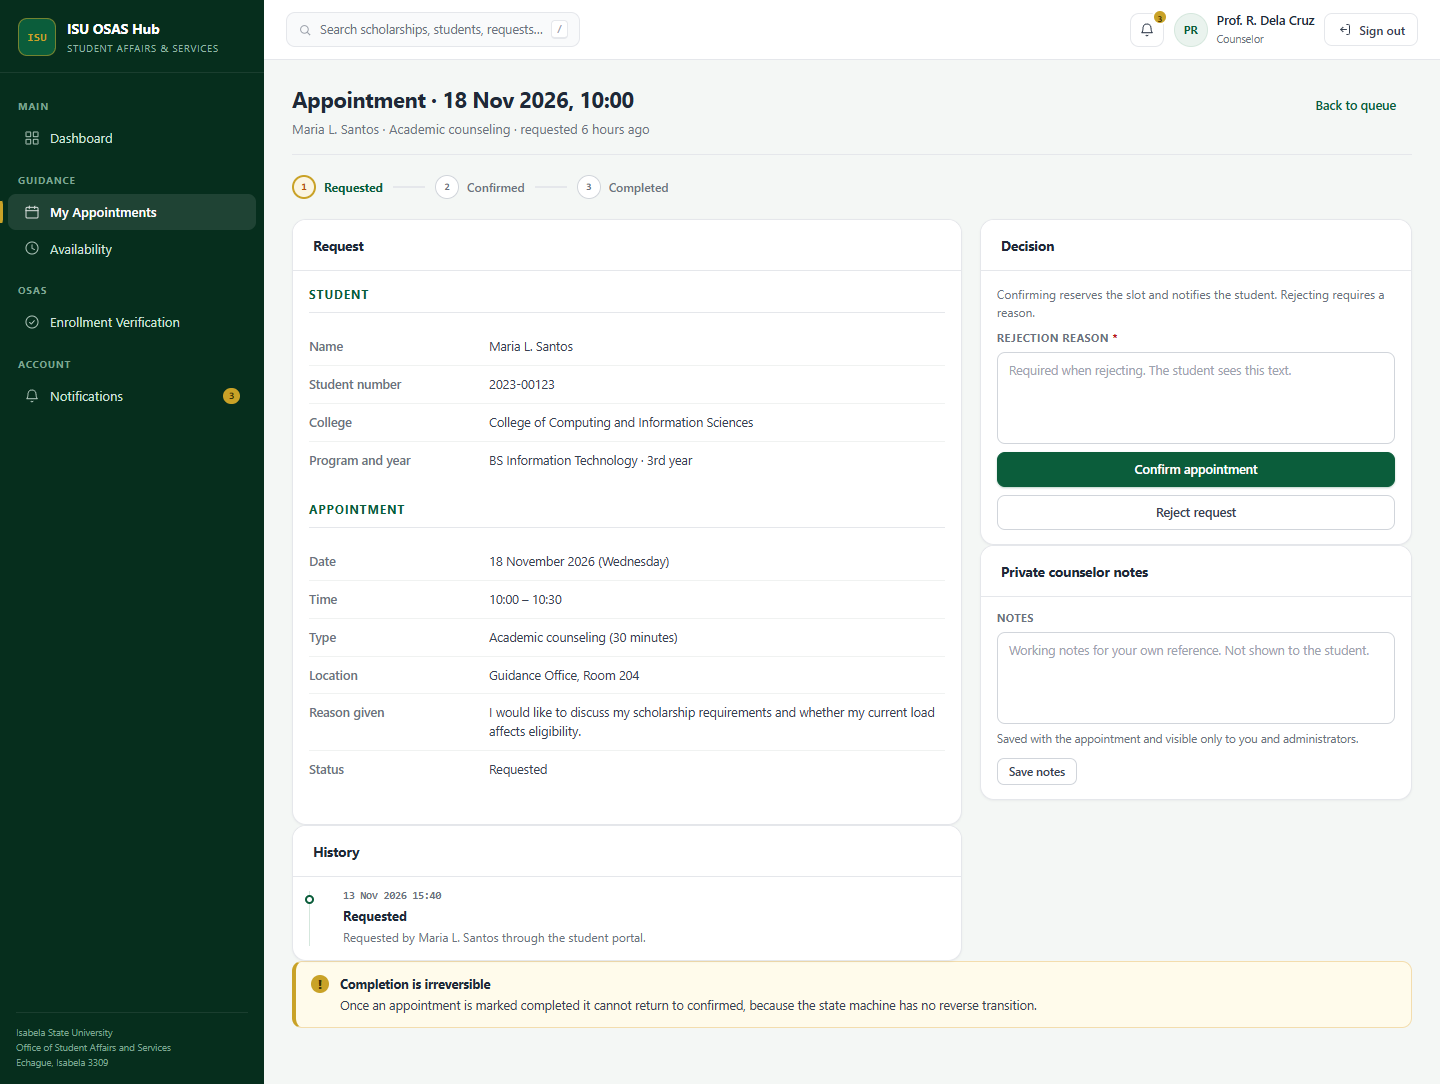 ISU
ISU OSAS Hub
STUDENT AFFAIRS & SERVICES
MAIN
Dashboard
GUIDANCE
My Appointments
Availability
OSAS
Enrollment Verification
ACCOUNT
Notifications
3
Isabela State University
Office of Student Affairs and Services
Echague, Isabela 3309
Search scholarships, students, requests...
/
3
PR
Prof. R. Dela Cruz
Counselor
Sign out
Appointment · 18 Nov 2026, 10:00
Maria L. Santos · Academic counseling · requested 6 hours ago
Back to queue
1 Requested
2 Confirmed
3 Completed
Request
STUDENT
Name Maria L. Santos
Student number 2023-00123
College College of Computing and Information Sciences
Program and year BS Information Technology · 3rd year
APPOINTMENT
Date 18 November 2026 (Wednesday)
Time 10:00 – 10:30
Type Academic counseling (30 minutes)
Location Guidance Office, Room 204
Reason given I would like to discuss my scholarship requirements and whether my current load
affects eligibility.
Status Requested
History
13 Nov 2026 15:40
Requested
Requested by Maria L. Santos through the student portal.
Decision
Confirming reserves the slot and notifies the student. Rejecting requires a
reason.
REJECTION REASON *
Required when rejecting. The student sees this text.
Confirm appointment
Reject request
Private counselor notes
NOTES
Working notes for your own reference. Not shown to the student.
Saved with the appointment and visible only to you and administrators.
Save notes
!
Completion is irreversible
Once an appointment is marked completed it cannot return to confirmed, because the state machine has no reverse transition.